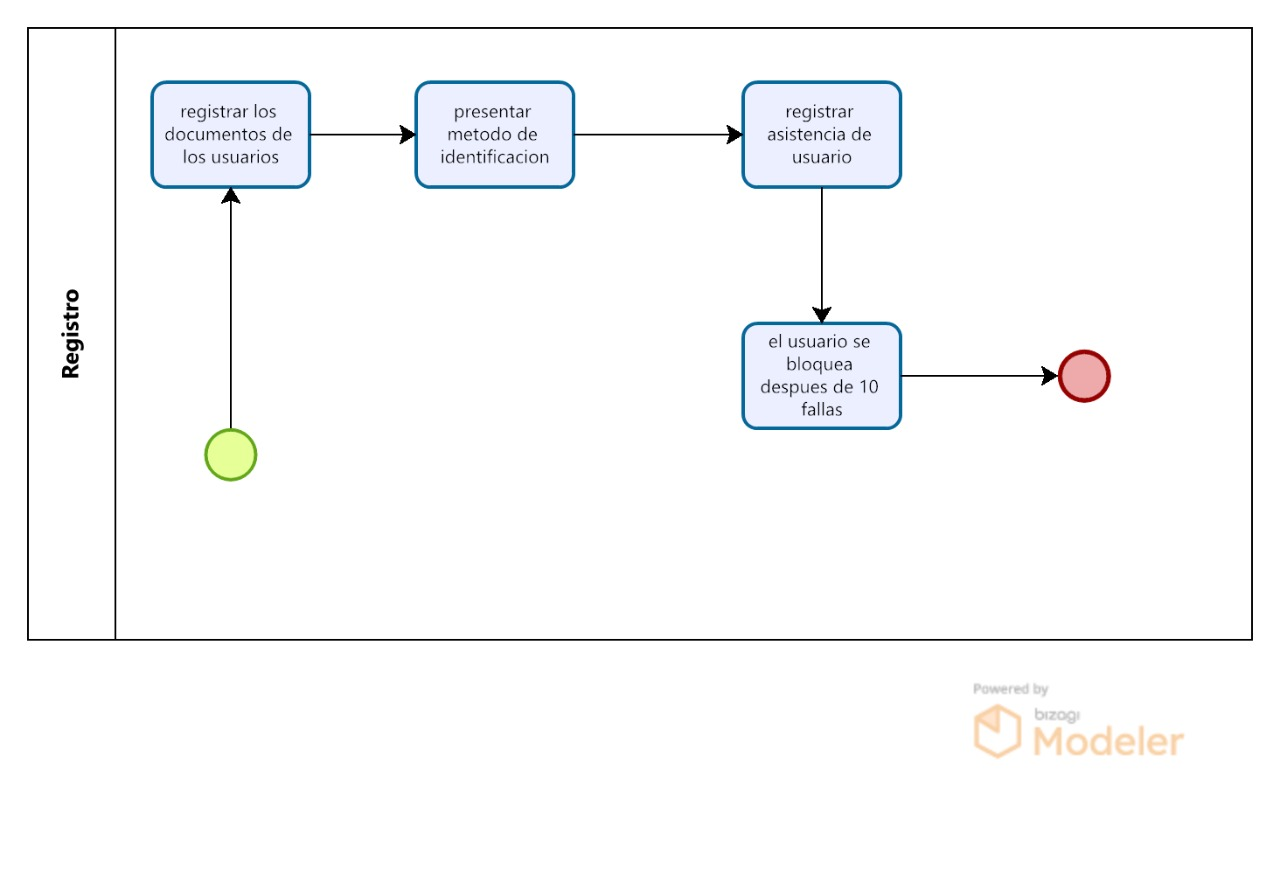 Registro
registrar los
documentos de
los usuarios
presentar
metodo de
identificacion
registrar
asistencia de
usuario
el usuario se
bloquea
despues de 10
fallas
Powered by
bizagi
Modeler